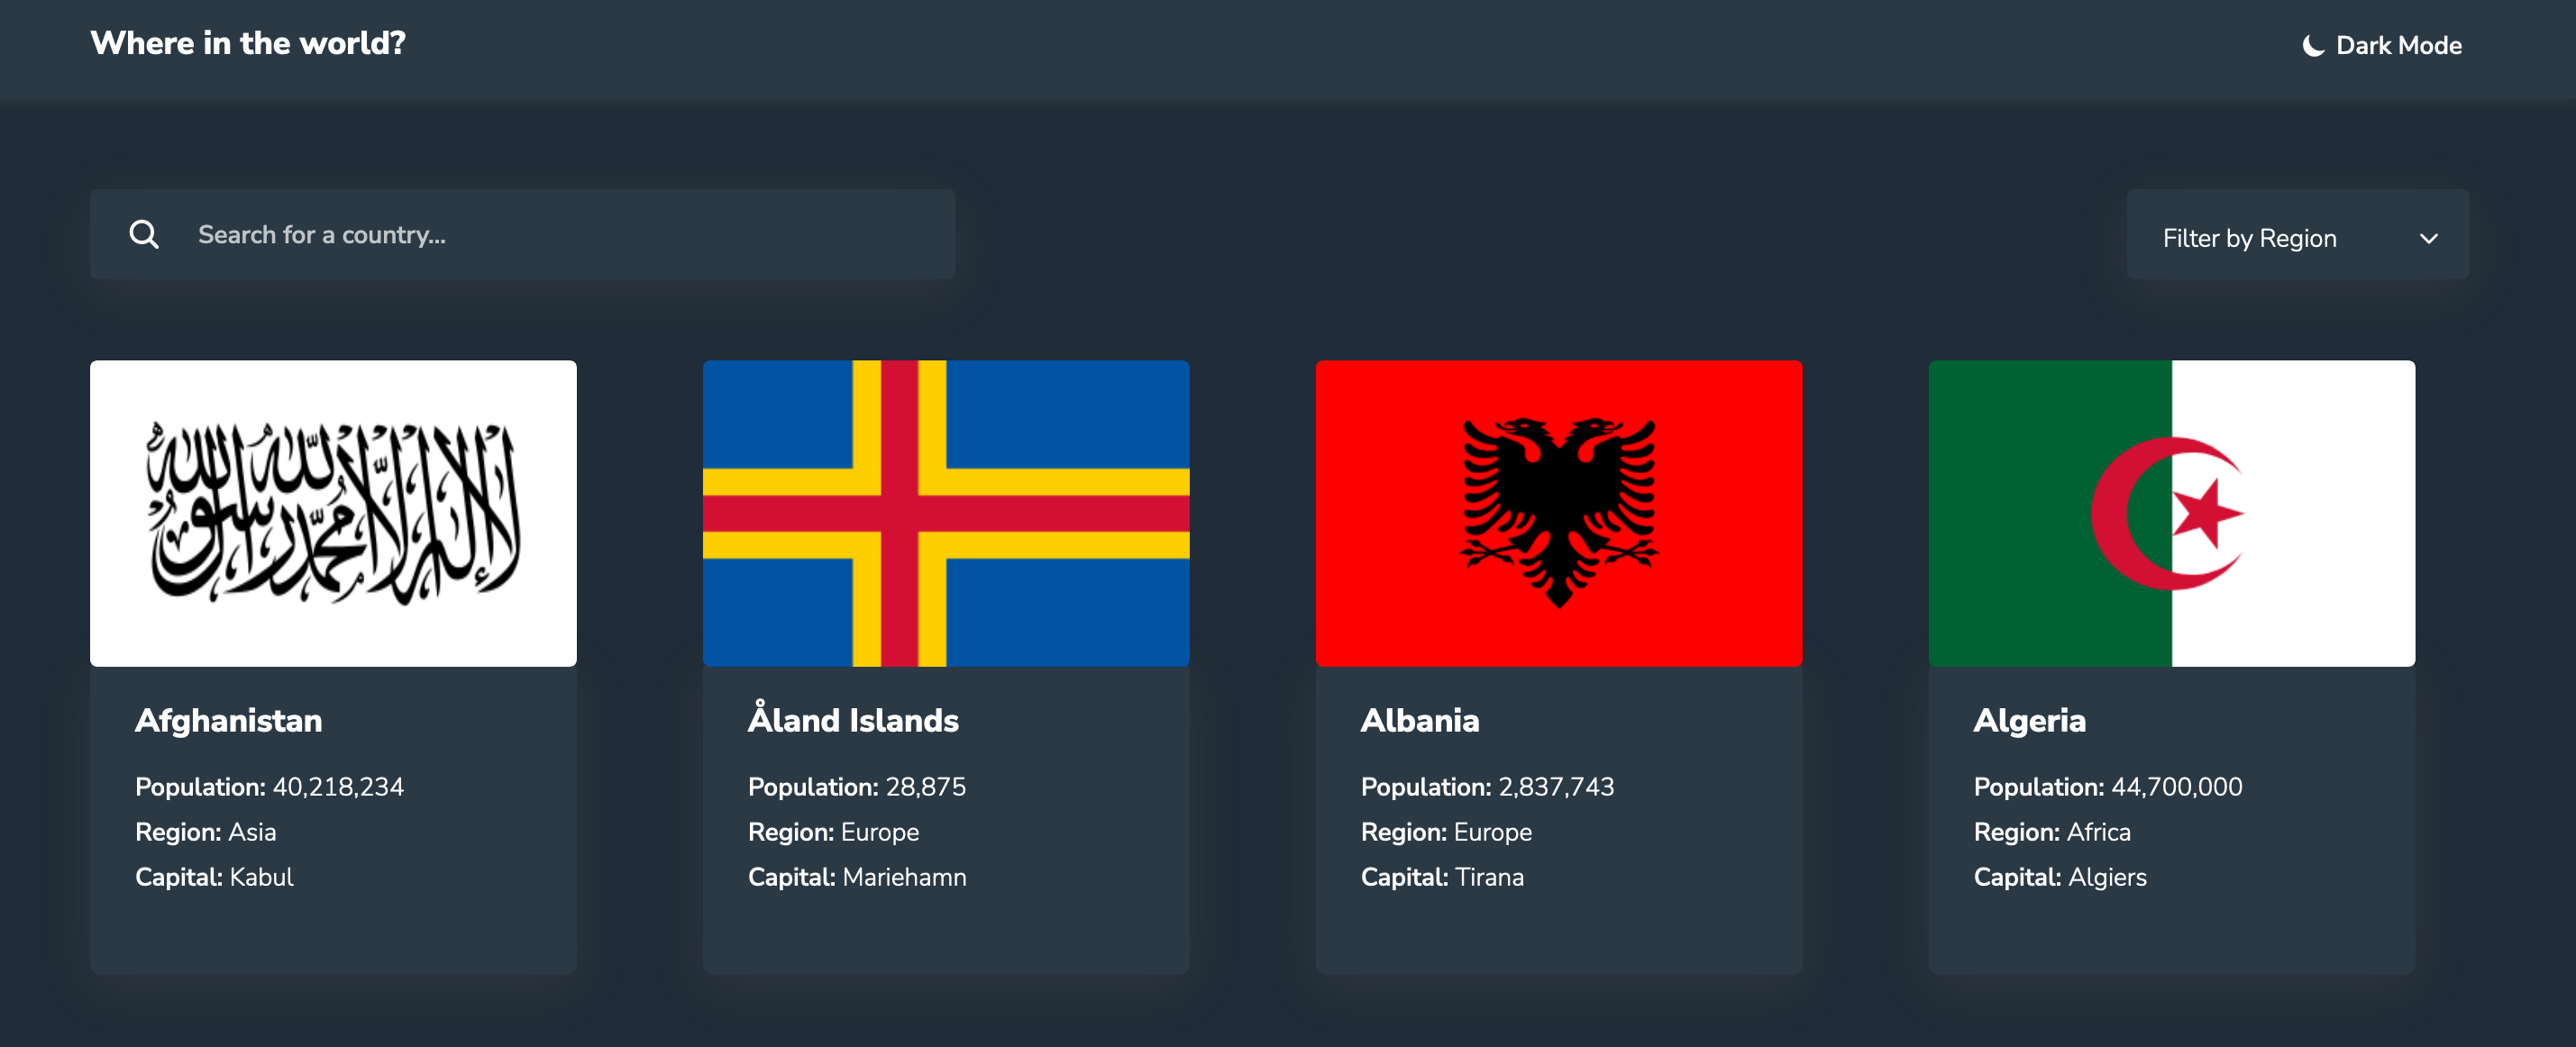 Where in the world?
Dark Mode
Search for a country...
Filter by Region
لا إله إلا الله محمد رسول الله
Afghanistan
Population: 40,218,234
Region: Asia
Capital: Kabul
Åland Islands
Population: 28,875
Region: Europe
Capital: Mariehamn
Albania
Population: 2,837,743
Region: Europe
Capital: Tirana
Algeria
Population: 44,700,000
Region: Africa
Capital: Algiers